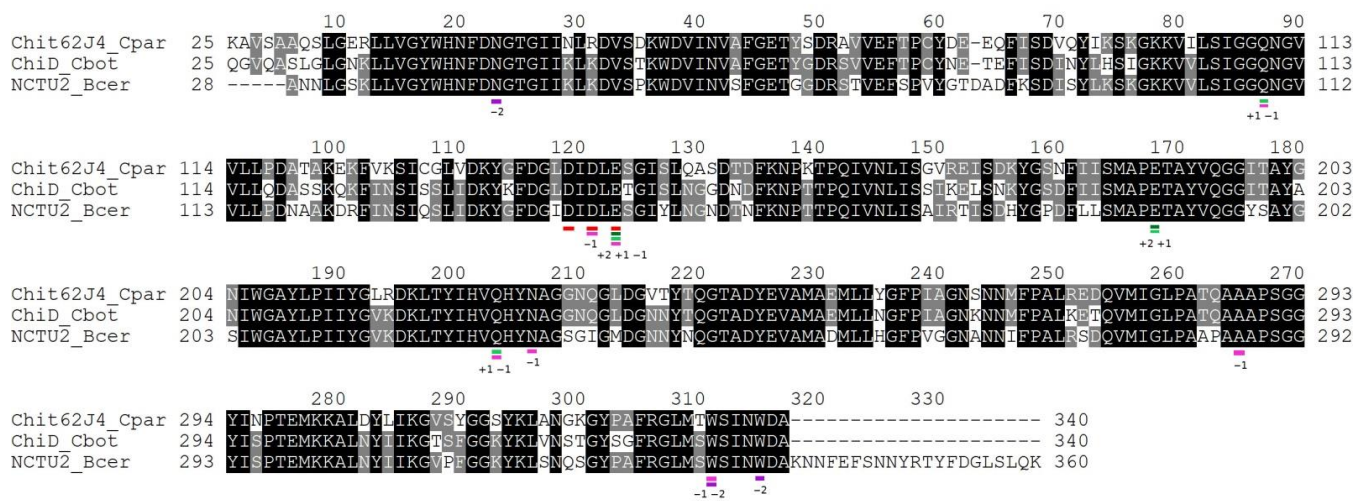 10 20 30 40 50 60 70 80 90
Chit62J4_Cpar 25 KAVSAAQSLGERLLVGYWHNFDNGTGIINLRDVSDKWDVINVAFGETYSDRAVVEFTPCYDE-EQFISDVQYIKSKGKKVILSIGGQNGV 113
ChiD_Cbot 25 QGVQASLGLGNKLLVGYWHNFDNGTGIIKLKDVSTKWDVINVAFGETYGDRSVVEFTPCYNE-TEFISDINYLHSIGKKVVLSIGGQNGV 113
NCTU2_Bcer 28 -----ANNLGSKLLVGYWHNFDNGTGIIKLKDVSPKWDVINVSFGETGGDRSTVEFSPVYGTDADFKSDISYLKSKGKKVVLSIGGQNGV 112
-2 +1 -1
100 110 120 130 140 150 160 170 180
Chit62J4_Cpar 114 VLLPDATAKEKFVKSICGLVDKYGFDGLDIDLESGISLQASDTDFKNPKTPQIVNLISGVREISDKYGSNFIISMAPETAYVQGGITAYG 203
ChiD_Cbot 114 VLLQDASSKQKFINSISSLIDKYKFDGLDIDLETGISLNGGDNDFKNPTTPQIVNLISSIKELSNKYGSDFIISMAPETAYVQGGITAYA 203
NCTU2_Bcer 113 VLLPDNAAKDRFINSIQSLIDKYGFDGIDIDLESGIYLNGNDTNFKNPTTPQIVNLISAIRTISDHYGPDFLLSMAPETAYVQGGYSAYG 202
-1 +2 +1 -1 +2 +1
190 200 210 220 230 240 250 260 270
Chit62J4_Cpar 204 NIWGAYLPIIYGLRDKLTYIHVQHYNAGGNQGLDGVTYTQGTADYEVAMAEMLLYGFPIAGNSNNMFPALREDQVMIGLPATQAAAPSGG 293
ChiD_Cbot 204 NIWGAYLPIIYGVKDKLTYIHVQHYNAGGNQGLDGNNYTQGTADYEVAMAEMLLNGFPIAGNKNNMFPALKETQVMIGLPATQAAAPSGG 293
NCTU2_Bcer 203 SIWGAYLPIIYGVKDKLTYIHVQHYNAGSGIGMDGNNYNQGTADYEVAMADMLLHGFPVGGNANNIFPALRSDQVMIGLPAAPAAAPSGG 292
+1 -1 -1 -1
280 290 300 310 320 330
Chit62J4_Cpar 294 YINPTEMKKALDYLIKGVSYGGSYKLANGKGYPAFRGLMTWSINWDA---------------------- 340
ChiD_Cbot 294 YISPTEMKKALNYIIKGTSFGGKYKLVNSTGYSGFRGLMSWSINWDA---------------------- 340
NCTU2_Bcer 293 YISPTEMKKALNYIIKGVPFGGKYKLSNQSGYPAFRGLMSWSINWDAKNNFEFSNNYRTYFDGLSLQK 360
-1 -2 -2